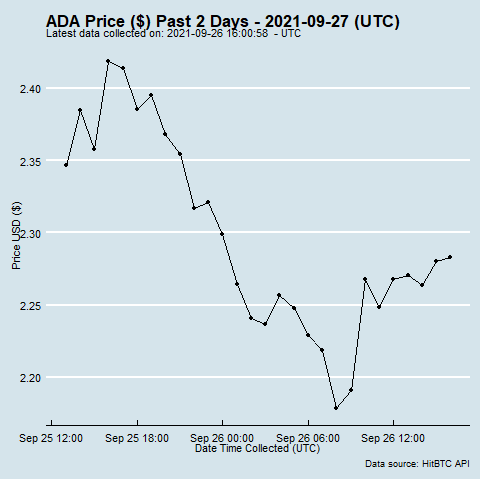 ADA Price ($) Past 2 Days - 2021-09-27 (UTC)
Latest data collected on: 2021-09-26 16:00:58 - UTC
2.40
2.35
2.30
2.25
2.20
Price USD ($)
Sep 25 12:00 Sep 25 18:00 Sep 26 00:00 Sep 26 06:00 Sep 26 12:00
Date Time Collected (UTC)
Data source: HitBTC API